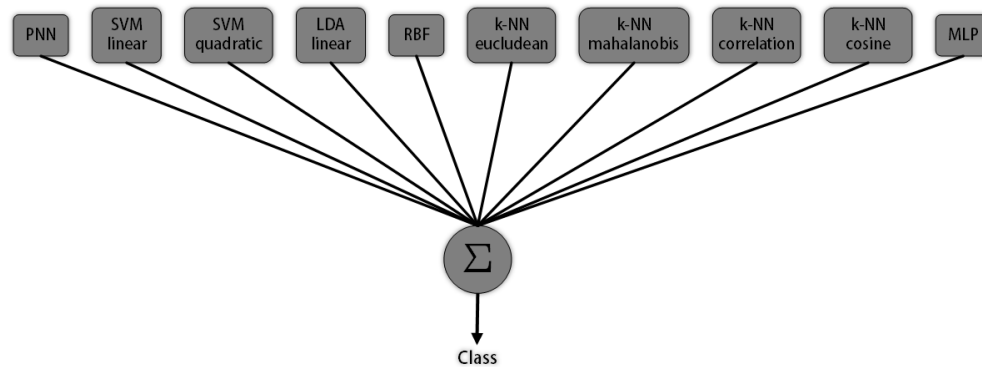 PNN
SVM
linear
SVM
quadratic
LDA
linear
RBF
k-NN
eucludean
k-NN
mahalanobis
k-NN
correlation
k-NN
cosine
MLP
Σ
Class